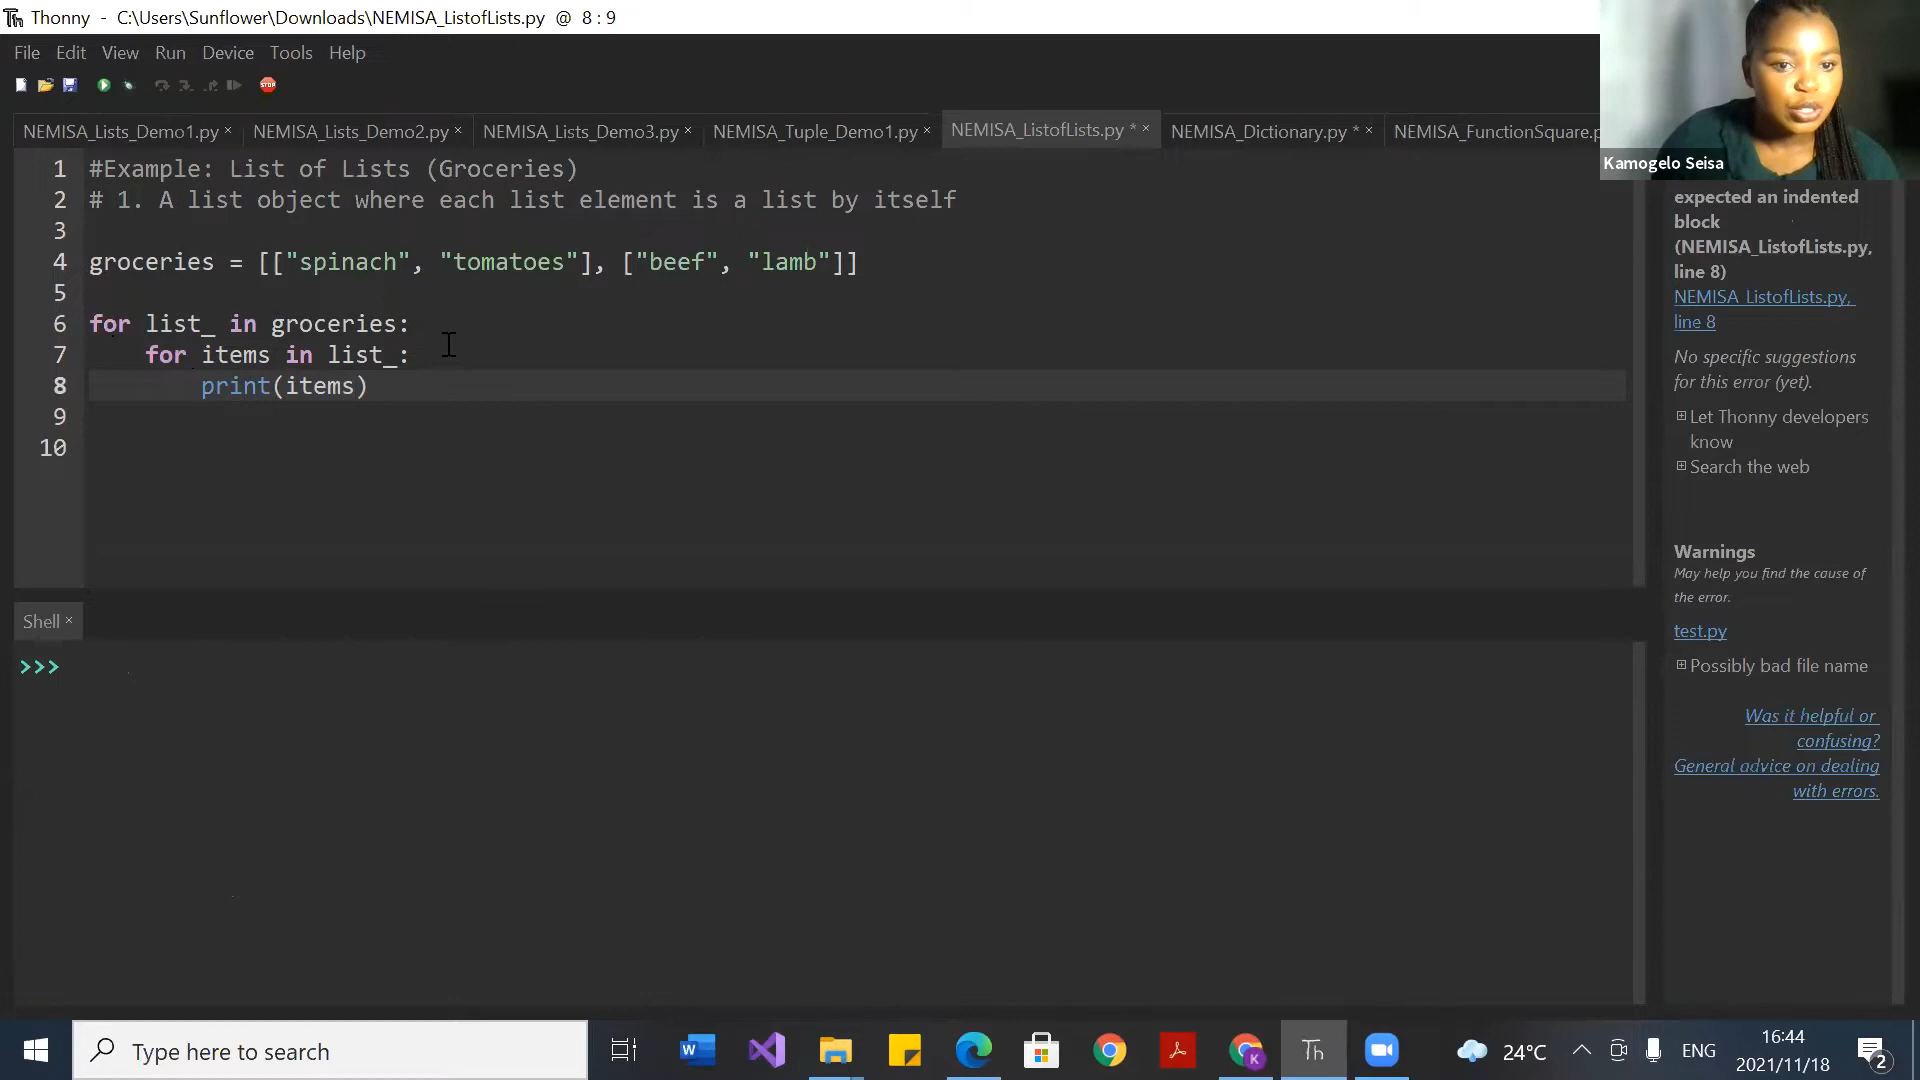 Th Thonny - C:\Users\Sunflower\Downloads\NEMISA_ListofLists.py @ 8 : 9
File Edit View Run Device Tools Help
STOP
NEMISA_Lists_Demo1.py × NEMISA_Lists_Demo2.py × NEMISA_Lists_Demo3.py × NEMISA_Tuple_Demo1.py × NEMISA_ListofLists.py * × NEMISA_Dictionary.py * × NEMISA_FunctionSquare.p
Kamogelo Seisa
1 #Example: List of Lists (Groceries)
2 # 1. A list object where each list element is a list by itself
3
4 groceries = [["spinach", "tomatoes"], ["beef", "lamb"]]
5
6 for list_ in groceries:
7 for items in list_:
8 print(items)
9
10
expected an indented
block
(NEMISA_ListofLists.py,
line 8)
NEMISA_ListofLists.py,
line 8
No specific suggestions
for this error (yet).
Let Thonny developers
know
Search the web
Warnings
May help you find the cause of
the error.
test.py
Possibly bad file name
Was it helpful or
confusing?
General advice on dealing
with errors.
Shell ×
>>>
Type here to search
W
K
Th
24°C
ENG
16:44
2021/11/18
2